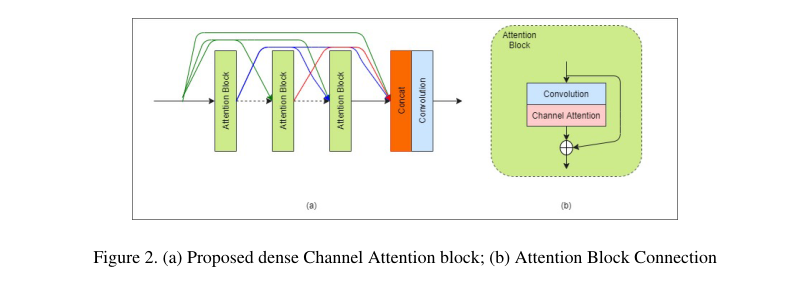 Attention Block
Attention Block
Attention Block
Concat
Convolution
(a)
Attention
Block
Convolution
Channel Attention
(b)
Figure 2. (a) Proposed dense Channel Attention block; (b) Attention Block Connection